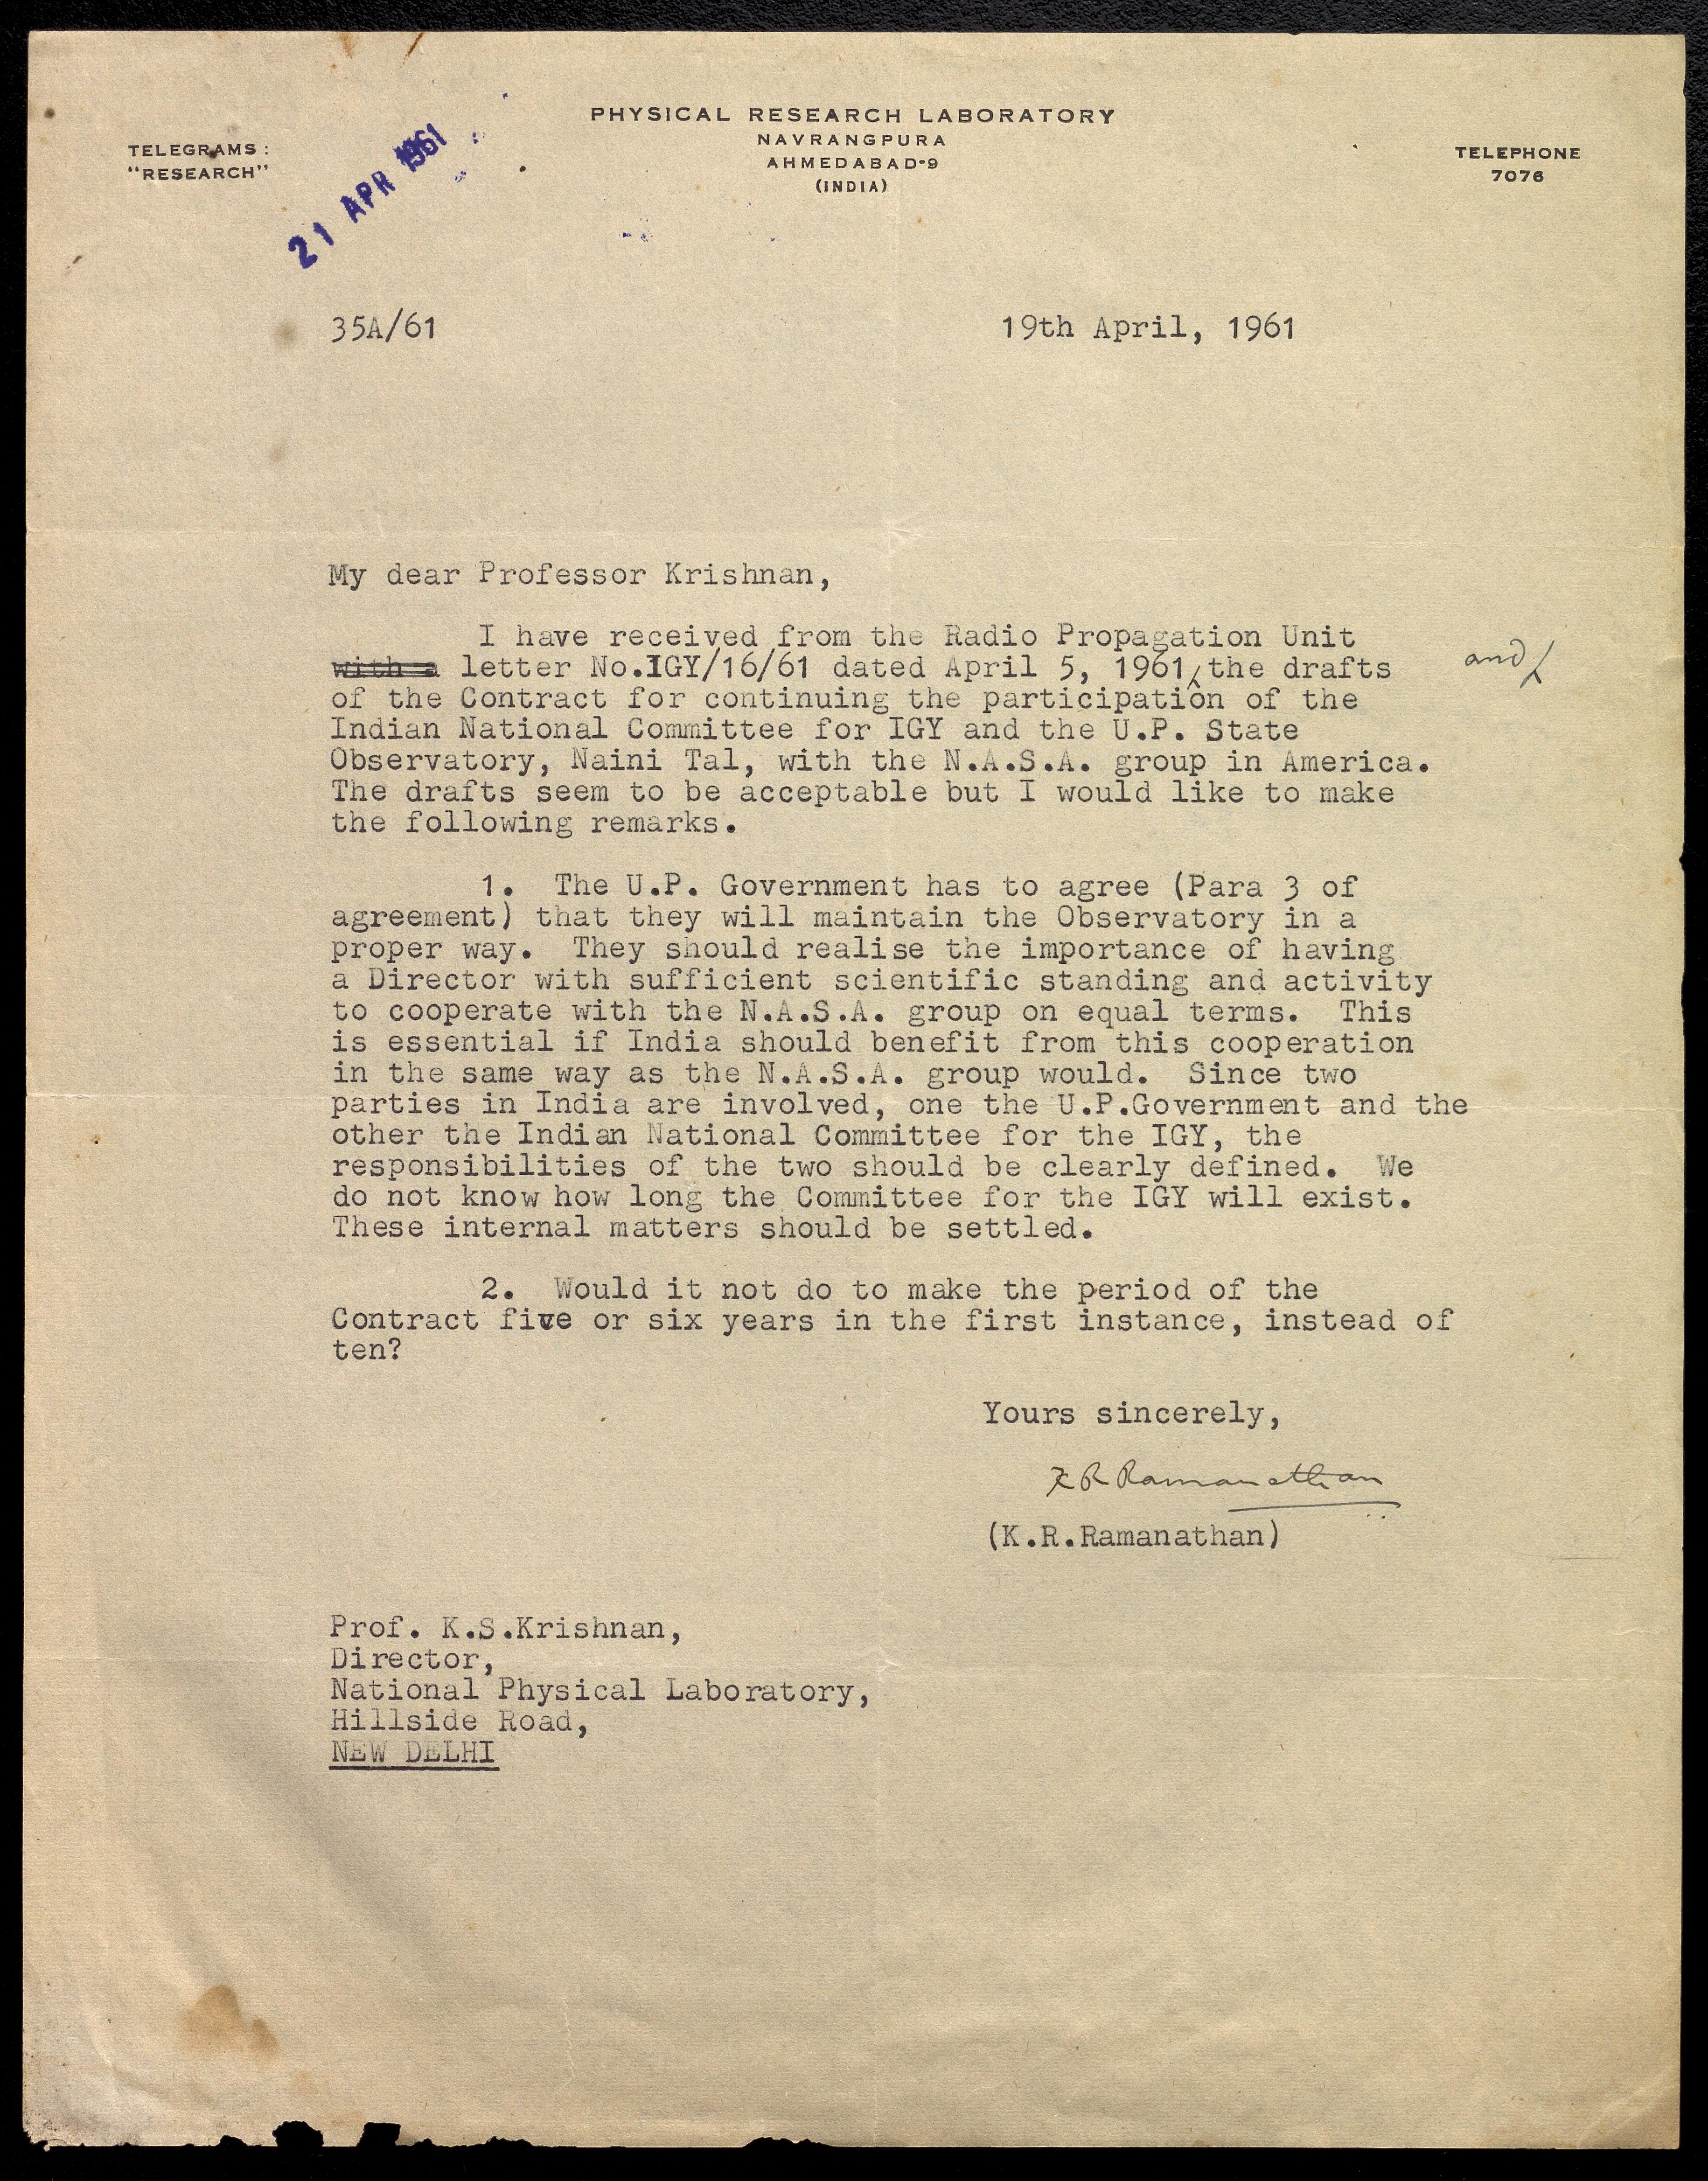 PHYSICAL RESEARCH LABORATORY
NAVRANGPURA
AHMEDABAD-9
(INDIA)
TELEGRAMS :
"RESEARCH"
TELEPHONE
7076
21 APR 1961
35A/61
19th April, 1961
My dear Professor Krishnan,
I have received from the Radio Propagation Unit
with a letter No.IGY/16/61 dated April 5, 1961, the drafts
and
of the Contract for continuing the participation of the
Indian National Committee for IGY and the U.P. State
Observatory, Naini Tal, with the N.A.S.A. group in America.
The drafts seem to be acceptable but I would like to make
the following remarks.
1. The U.P. Government has to agree (Para 3 of
agreement) that they will maintain the Observatory in a
proper way. They should realise the importance of having
a Director with sufficient scientific standing and activity
to cooperate with the N.A.S.A. group on equal terms. This
is essential if India should benefit from this cooperation
in the same way as the N.A.S.A. group would. Since two
parties in India are involved, one the U.P.Government and the
other the Indian National Committee for the IGY, the
responsibilities of the two should be clearly defined. We
do not know how long the Committee for the IGY will exist.
These internal matters should be settled.
2. Would it not do to make the period of the
Contract five or six years in the first instance, instead of
ten?
Yours sincerely,
K R Ramanathan
(K.R.Ramanathan)
Prof. K.S.Krishnan,
Director,
National Physical Laboratory,
Hillside Road,
NEW DELHI